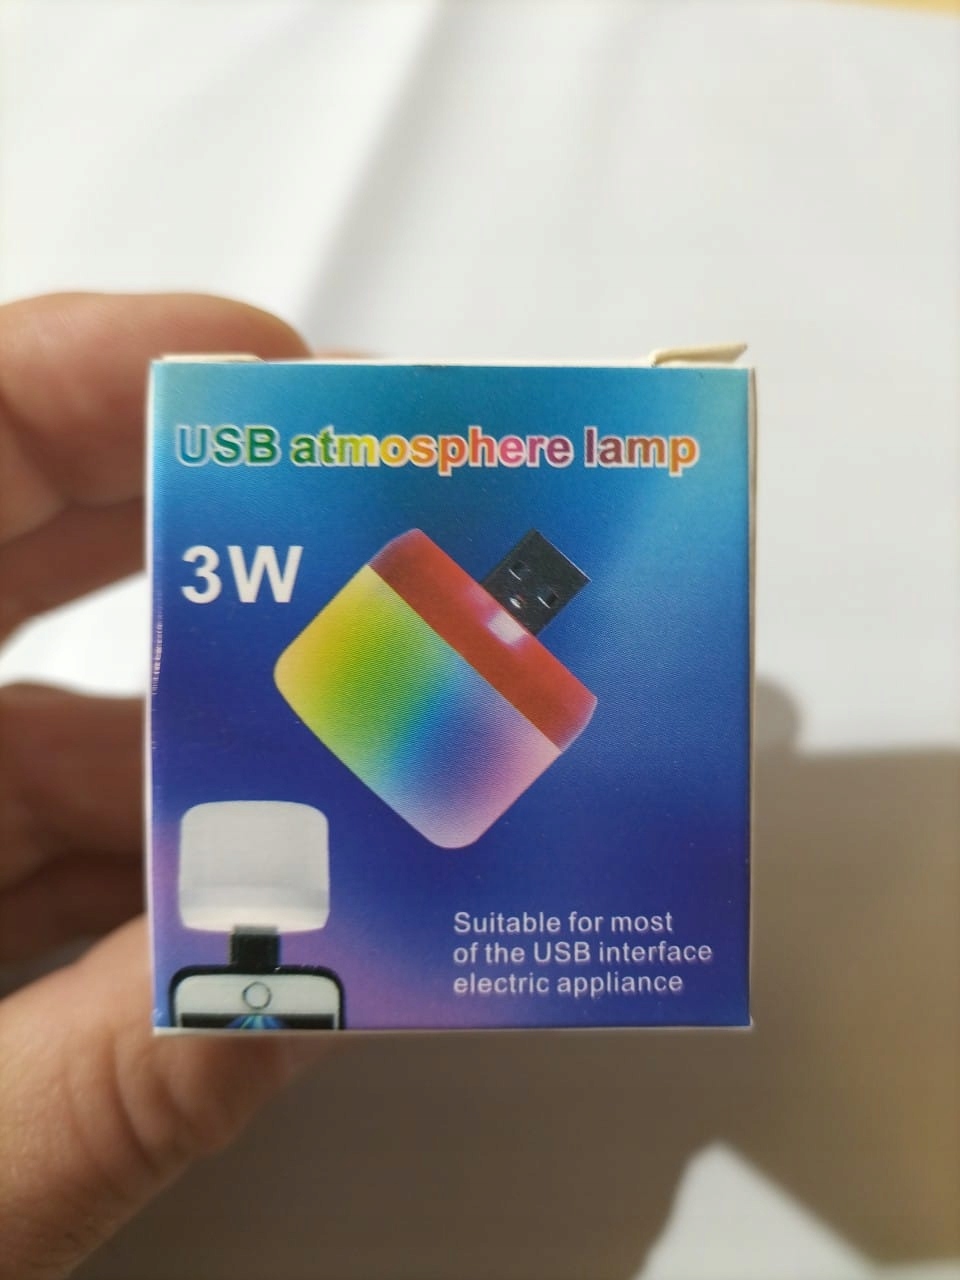 USB atmosphere lamp
3W
Suitable for most
of the USB interface
electric appliance